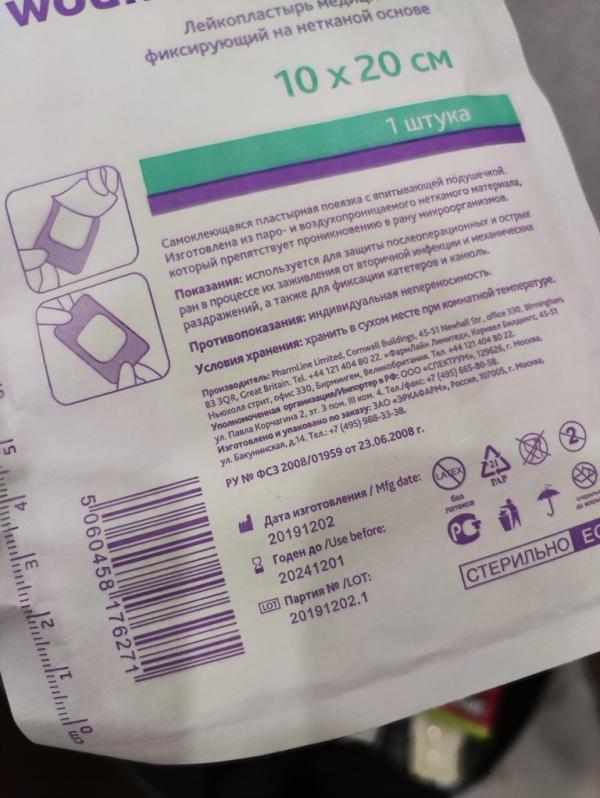 Лейкопластырь
фиксирующий на нетканой основе
10 x 20 см
1 штука
Самоклеющаяся пластырная повязка с впитывающей подушечкой.
Изготовлена из паро- и воздухопроницаемого нетканого материала,
который препятствует проникновению в рану микроорганизмов.
Показания: используется для защиты послеоперационных и острых
ран в процессе их заживления от вторичной инфекции и механических
раздражений, а также для фиксации катетеров и канюль.
Противопоказания: индивидуальная непереносимость.
Условия хранения: хранить в сухом месте при комнатной температуре.
Производитель: PharmLine Limited, Cornwall Buildings, 45-51 Newhall Str., office 330, Birmingham,
B3 3QR, Great Britain. Tel. +44 121 404 80 22. «ФармЛайн Лимитед», Корнвел Билдингс, 45-51
Ньюхолл стрит, офис 330, Бирмингем, Великобритания. Тел. +44 121 404 80 22.
Уполномоченная организация/Импортер в РФ: ООО «СПЕКТРУМ», 129626, г. Москва,
ул. Павла Корчагина 2, эт. 3 пом. III ком. 4. Тел./факс: +7 (495) 665-80-58.
Изготовлено и упаковано по заказу: ЗАО «ЭРКАФАРМ», Россия, 107005, г. Москва,
ул. Бакунинская, д.14. Тел.: +7 (495) 988-33-38.
РУ № ФСЗ 2008/01959 от 23.06.2008 г.
Дата изготовления / Mfg date:
20191202
Годен до /Use before:
20241201
LOT Партия № /LOT:
20191202.1
LATEX
без
латекса
21
PAP
2
РС
СТЕРИЛЬНО
5 060458 176271
5
4
3
2
1
0